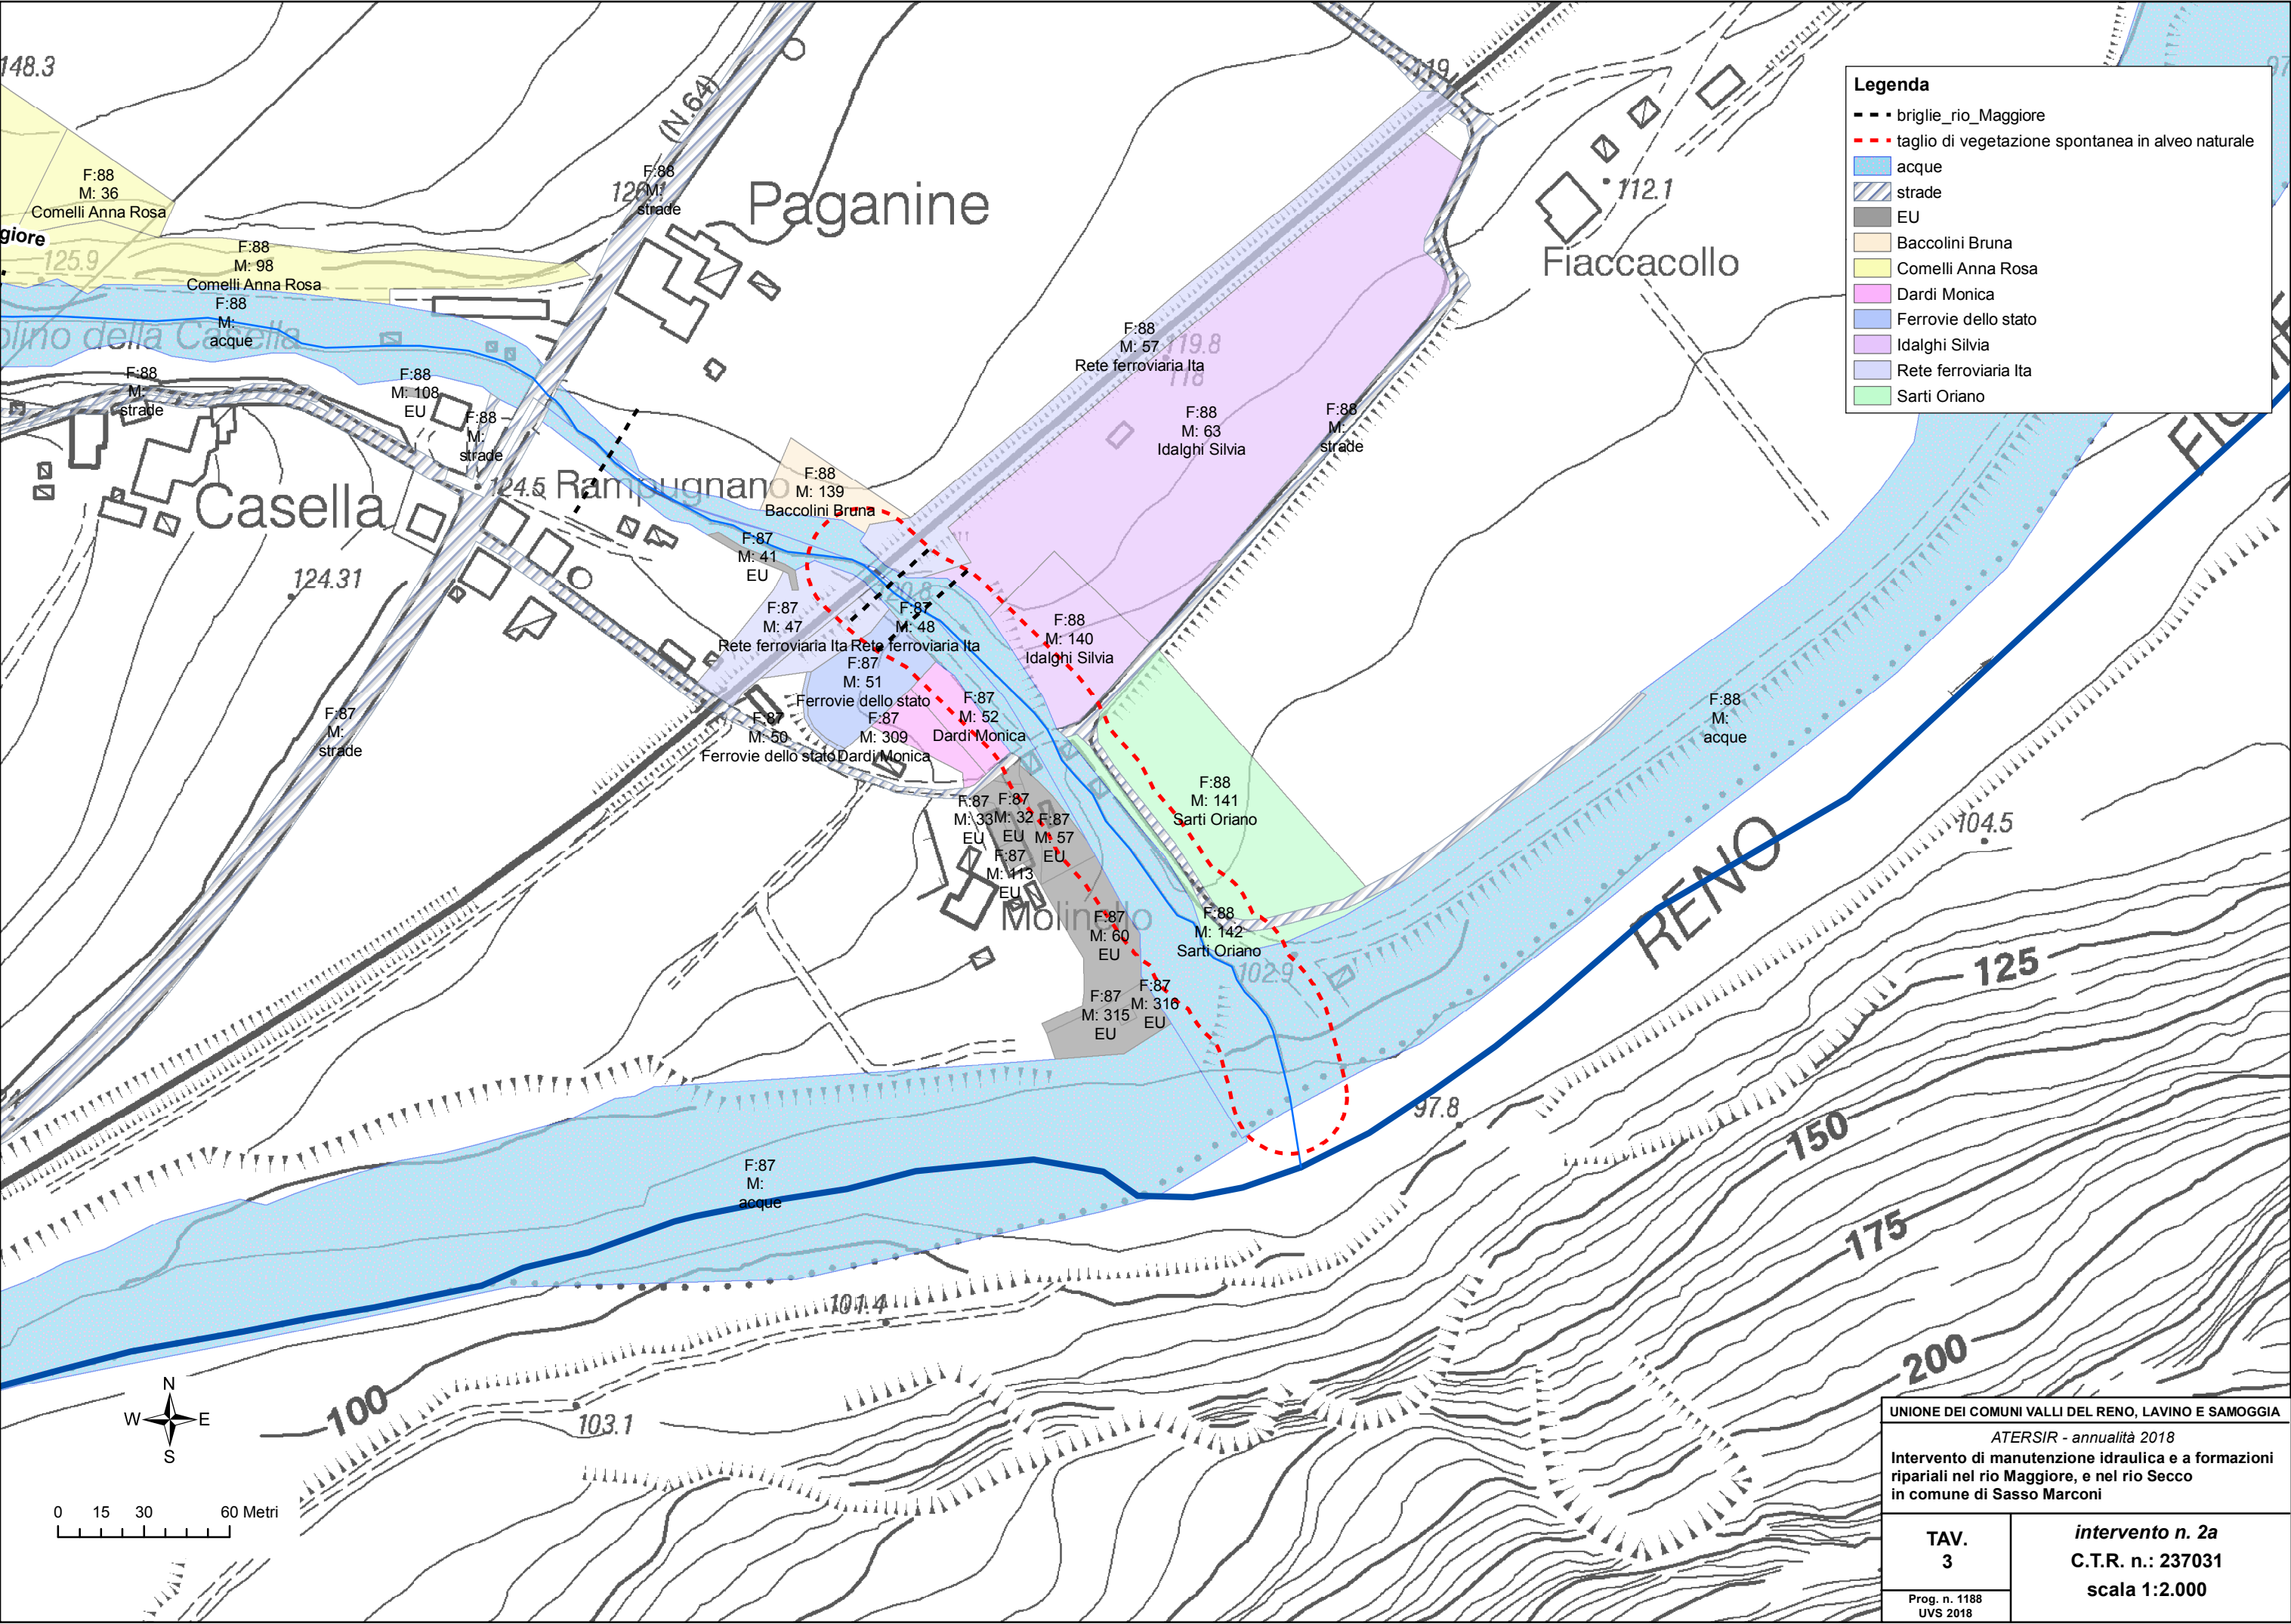 148.3
(N.64)
119
97
F:88
M: 36
Comelli Anna Rosa
giore
125.9
F:88
M: 98
Comelli Anna Rosa
F:88
M:
strade
Paganine
112.1
Fiaccacollo
Legenda
briglie_rio_Maggiore
taglio di vegetazione spontanea in alveo naturale
acque
strade
EU
Baccolini Bruna
Comelli Anna Rosa
Dardi Monica
Ferrovie dello stato
Idalghi Silvia
Rete ferroviaria Ita
Sarti Oriano
F:88
M:
acque
olino della Casella
F:88
M:
strade
F:88
M: 108
EU
F:88
M:
strade
F:88
M: 57
Rete ferroviaria Ita
119.8
118
F:88
M: 63
Idalghi Silvia
F:88
M:
strade
Casella
124.5
Rampugnano
F:88
M: 139
Baccolini Bruna
124.31
F:87
M: 41
EU
F:87
M: 47
Rete ferroviaria Ita
F:87
M: 48
Rete ferroviaria Ita
F:88
M: 140
Idalghi Silvia
F:87
M: 51
Ferrovie dello stato
F:87
M:
strade
F:87
M: 50
Ferrovie dello stato
F:87
M: 309
Dardi Monica
F:87
M: 52
Dardi Monica
F:88
M:
acque
F:88
M: 141
Sarti Oriano
F:87
M: 33
EU
F:87
M: 32
EU
F:87
M: 57
EU
F:87
M: 113
EU
Molinello
F:87
M: 60
EU
F:88
M: 142
Sarti Oriano
102.9
F:87
M: 315
EU
F:87
M: 316
EU
RENO
104.5
125
97.8
150
F:87
M:
acque
175
101.4
200
100
103.1
N
W
E
S
0 15 30 60 Metri
UNIONE DEI COMUNI VALLI DEL RENO, LAVINO E SAMOGGIA
ATERSIR - annualità 2018
Intervento di manutenzione idraulica e a formazioni
ripariali nel rio Maggiore, e nel rio Secco
in comune di Sasso Marconi
TAV.
3
Prog. n. 1188
UVS 2018
intervento n. 2a
C.T.R. n.: 237031
scala 1:2.000